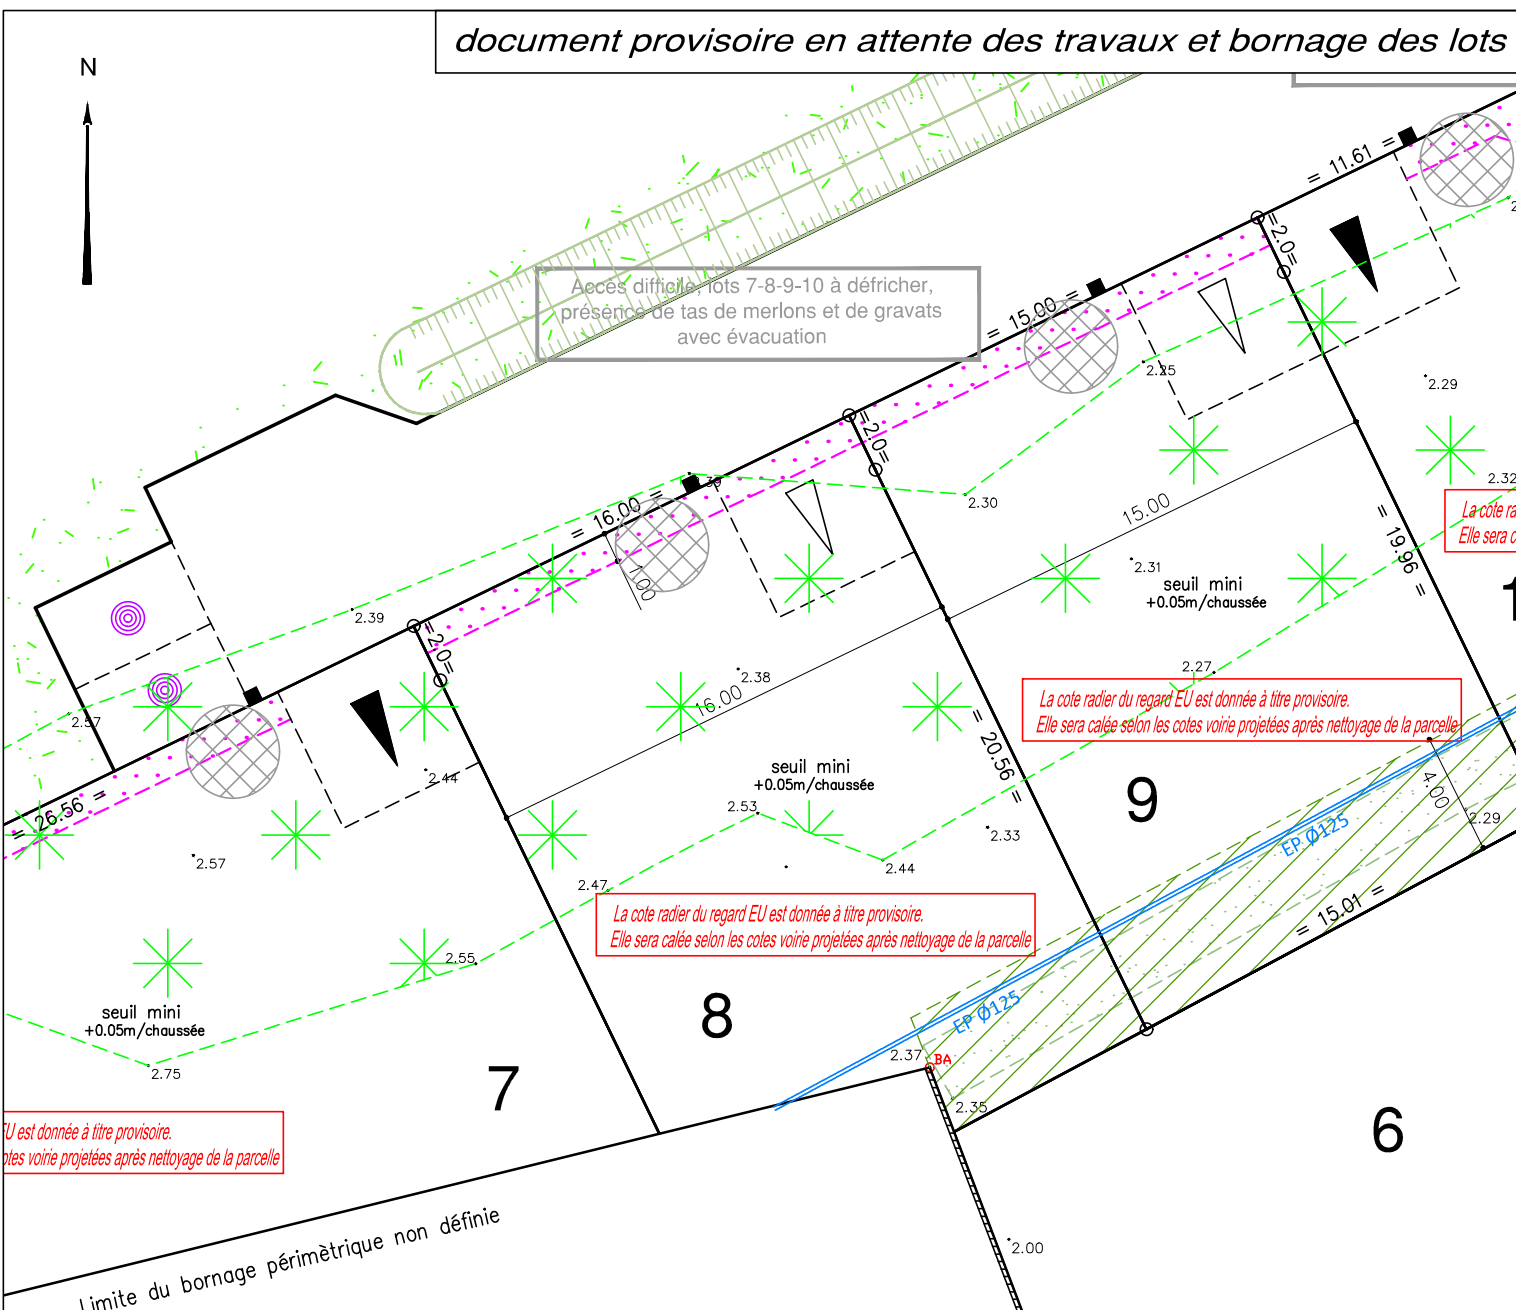 document provisoire en attente des travaux et bornage des lots
N
= 11.61 =
=2.0=
Accès difficile, lots 7-8-9-10 à défricher,
présence de tas de merlons et de gravats
avec évacuation
= 15.00 =
2.25
2.29
=2.0=
2.39
2.32
= 16.00 =
2.30
15.00
La cote ra
Elle sera c
= 19.96 =
1.00
2.31
seuil mini
+0.05m/chaussée
1
2.39
=2.0=
2.38
2.27
16.00
La cote radier du regard EU est donnée à titre provisoire.
Elle sera calée selon les cotes voirie projetées après nettoyage de la parcelle
2.57
= 20.56 =
2.44
seuil mini
+0.05m/chaussée
4.00
9
2.53
= 26.56 =
2.29
EP Ø125
2.33
2.57
2.44
2.47
= 15.01 =
La cote radier du regard EU est donnée à titre provisoire.
Elle sera calée selon les cotes voirie projetées après nettoyage de la parcelle
2.55
seuil mini
+0.05m/chaussée
8
EP Ø125
2.37
BA
2.75
7
2.35
6
EU est donnée à titre provisoire.
otes voirie projetées après nettoyage de la parcelle
Limite du bornage périmètrique non définie
2.00